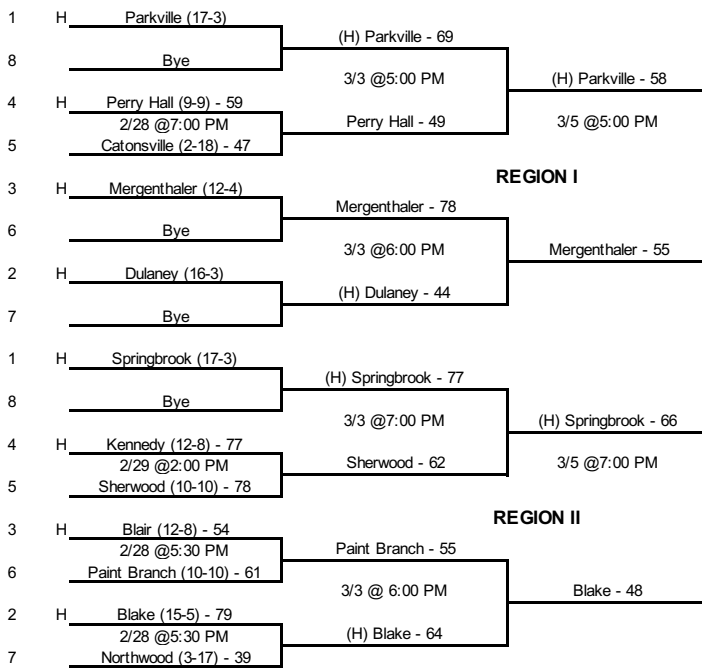 1 H Parkville (17-3)
(H) Parkville - 69
8 Bye
3/3 @5:00 PM (H) Parkville - 58
4 H Perry Hall (9-9) - 59
2/28 @7:00 PM Perry Hall - 49 3/5 @5:00 PM
5 Catonsville (2-18) - 47
REGION I
3 H Mergenthaler (12-4)
Mergenthaler - 78
6 Bye
3/3 @6:00 PM Mergenthaler - 55
2 H Dulaney (16-3)
(H) Dulaney - 44
7 Bye
1 H Springbrook (17-3)
(H) Springbrook - 77
8 Bye
3/3 @7:00 PM (H) Springbrook - 66
4 H Kennedy (12-8) - 77
2/29 @2:00 PM Sherwood - 62 3/5 @7:00 PM
5 Sherwood (10-10) - 78
REGION II
3 H Blair (12-8) - 54
2/28 @5:30 PM Paint Branch - 55
6 Paint Branch (10-10) - 61
3/3 @ 6:00 PM Blake - 48
2 H Blake (15-5) - 79
2/28 @5:30 PM (H) Blake - 64
7 Northwood (3-17) - 39